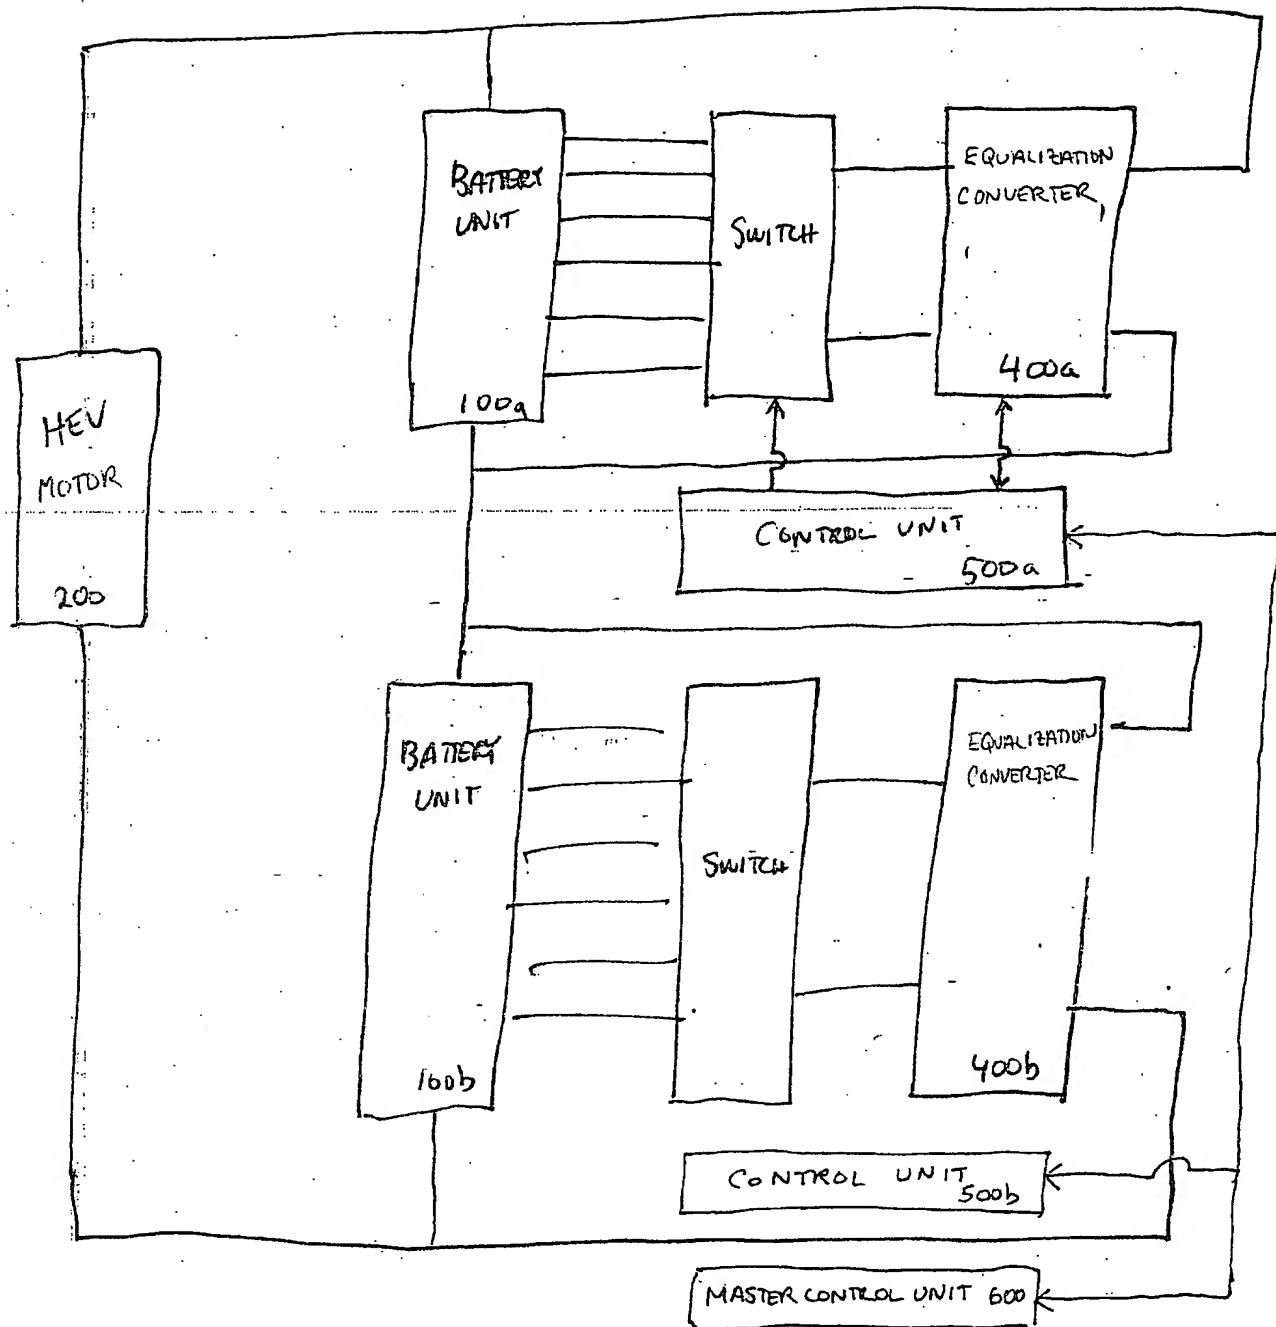 BATTERY
UNIT
100a
SWITCH
EQUALIZATION
CONVERTER
400a
HEV
MOTOR
200
CONTROL UNIT
500a
BATTERY
UNIT
100b
SWITCH
EQUALIZATION
CONVERTER
400b
CONTROL UNIT
500b
MASTER CONTROL UNIT 600